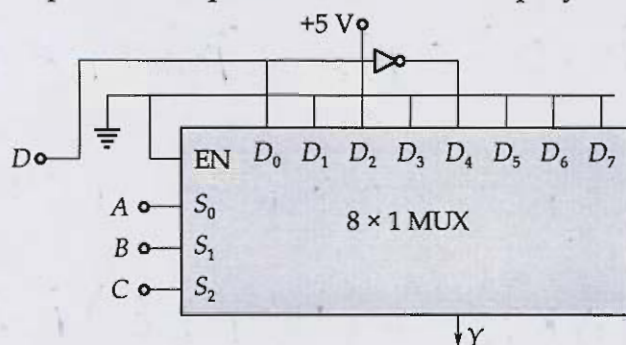 +5 V
D
EN D₀ D₁ D₂ D₃ D₄ D₅ D₆ D₇
A S₀
8 × 1 MUX
B S₁
C S₂
Y